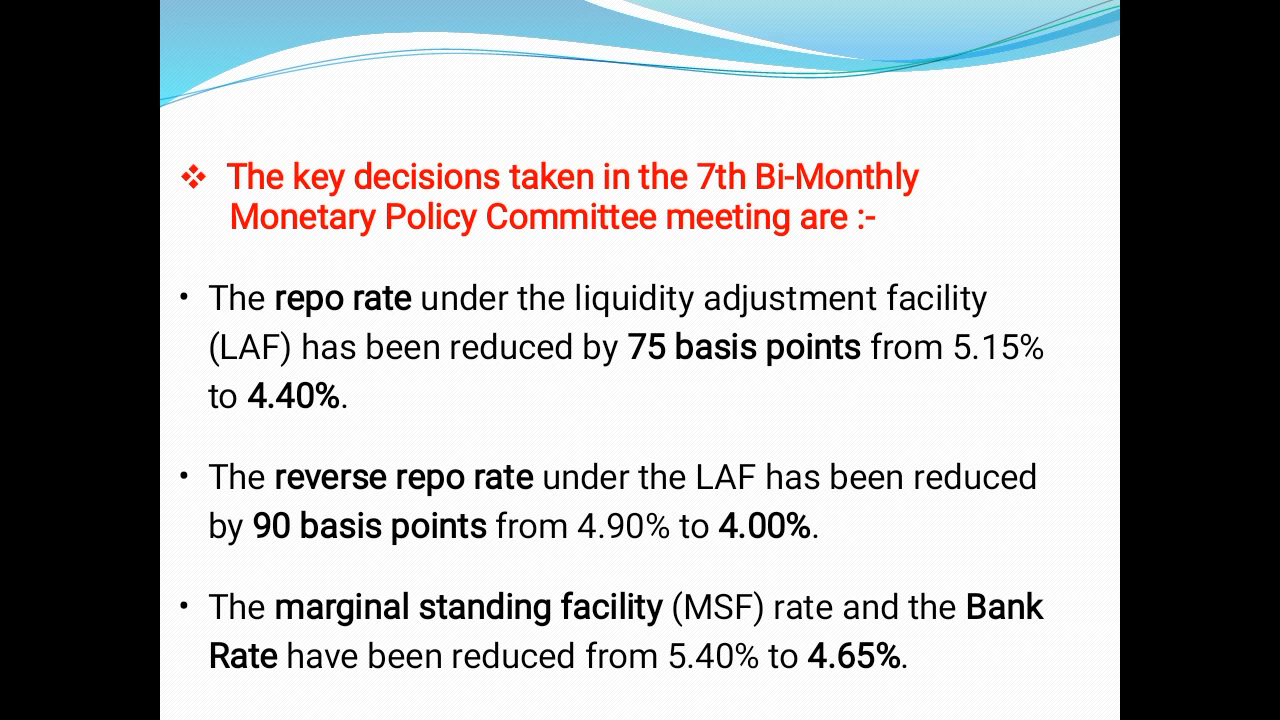 ❖ The key decisions taken in the 7th Bi-Monthly
Monetary Policy Committee meeting are :-
• The repo rate under the liquidity adjustment facility
(LAF) has been reduced by 75 basis points from 5.15%
to 4.40%.
• The reverse repo rate under the LAF has been reduced
by 90 basis points from 4.90% to 4.00%.
• The marginal standing facility (MSF) rate and the Bank
Rate have been reduced from 5.40% to 4.65%.